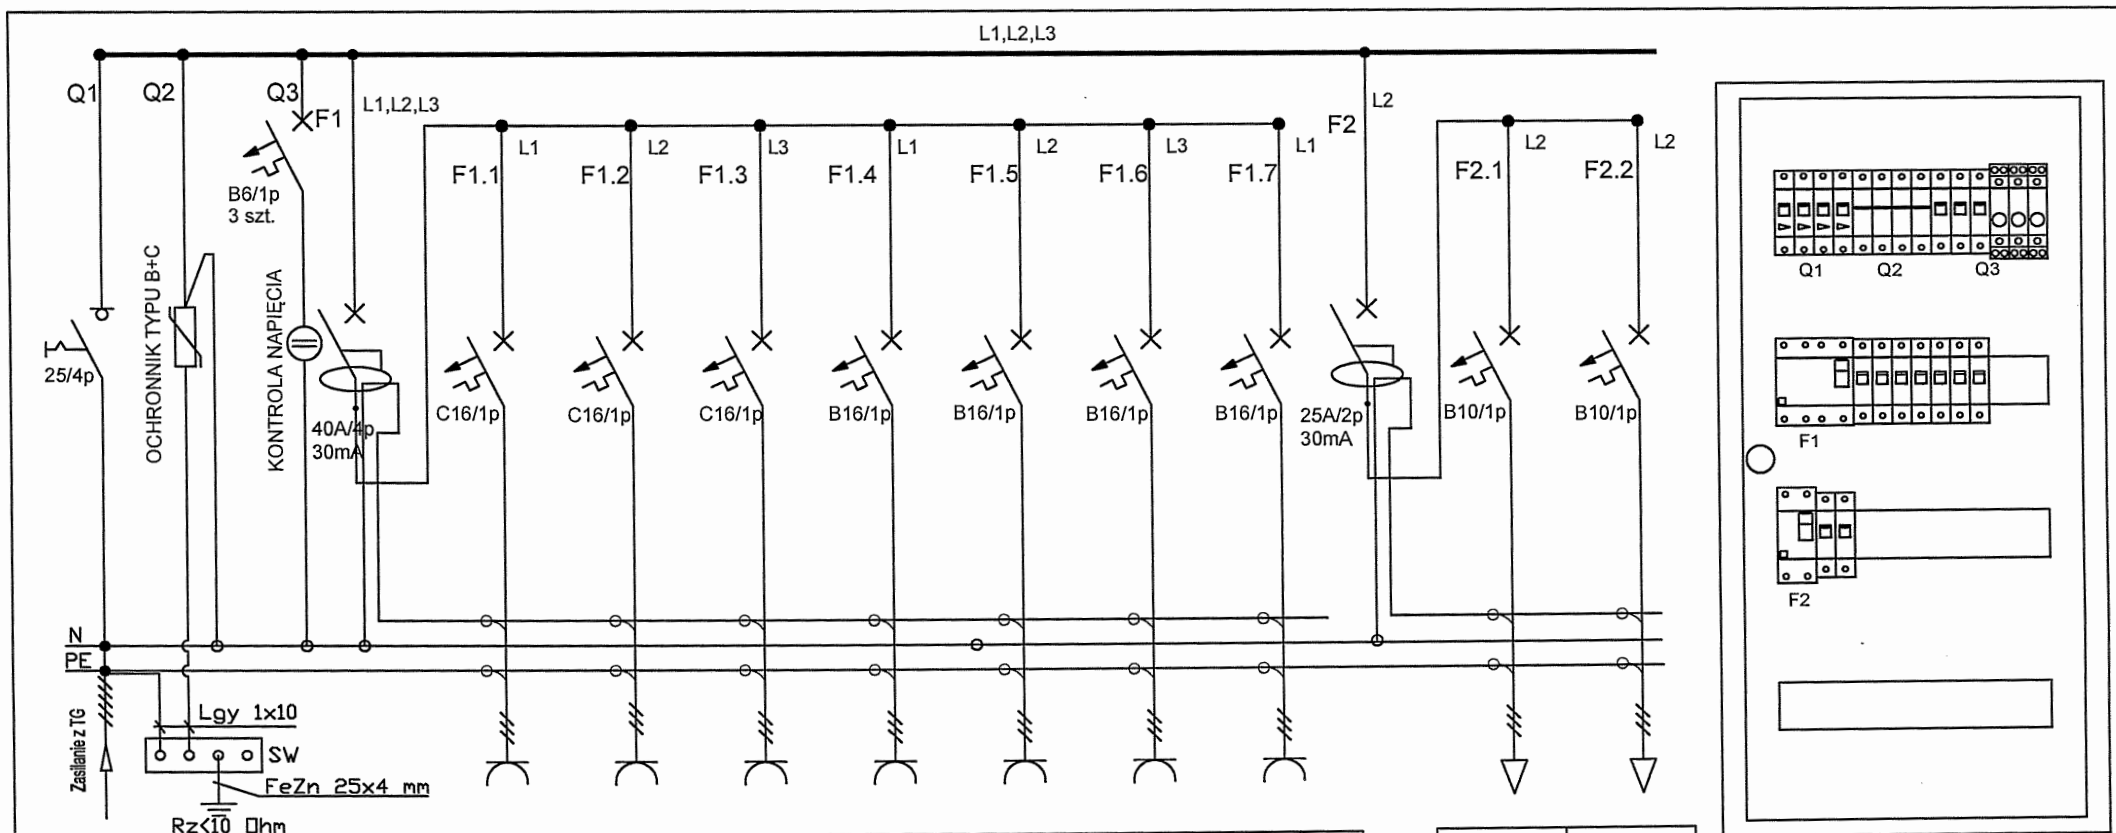 L1,L2,L3
Q1
Q2
Q3
F1
L1,L2,L3
L2
F2
L1
L2
L3
L1
L2
L3
L1
L2
L2
F1.1
F1.2
F1.3
F1.4
F1.5
F1.6
F1.7
F2.1
F2.2
B6/1p
3 szt.
OCHRONNIK TYPU B+C
KONTROLA NAPIĘCIA
25/4p
40A/4p
30mA
C16/1p
C16/1p
C16/1p
B16/1p
B16/1p
B16/1p
B16/1p
25A/2p
30mA
B10/1p
B10/1p
N
PE
Zasilanie z TG
Lgy 1x10
SW
FeZn 25x4 mm
Rz<10 Ohm
Q1
Q2
Q3
F1
F2